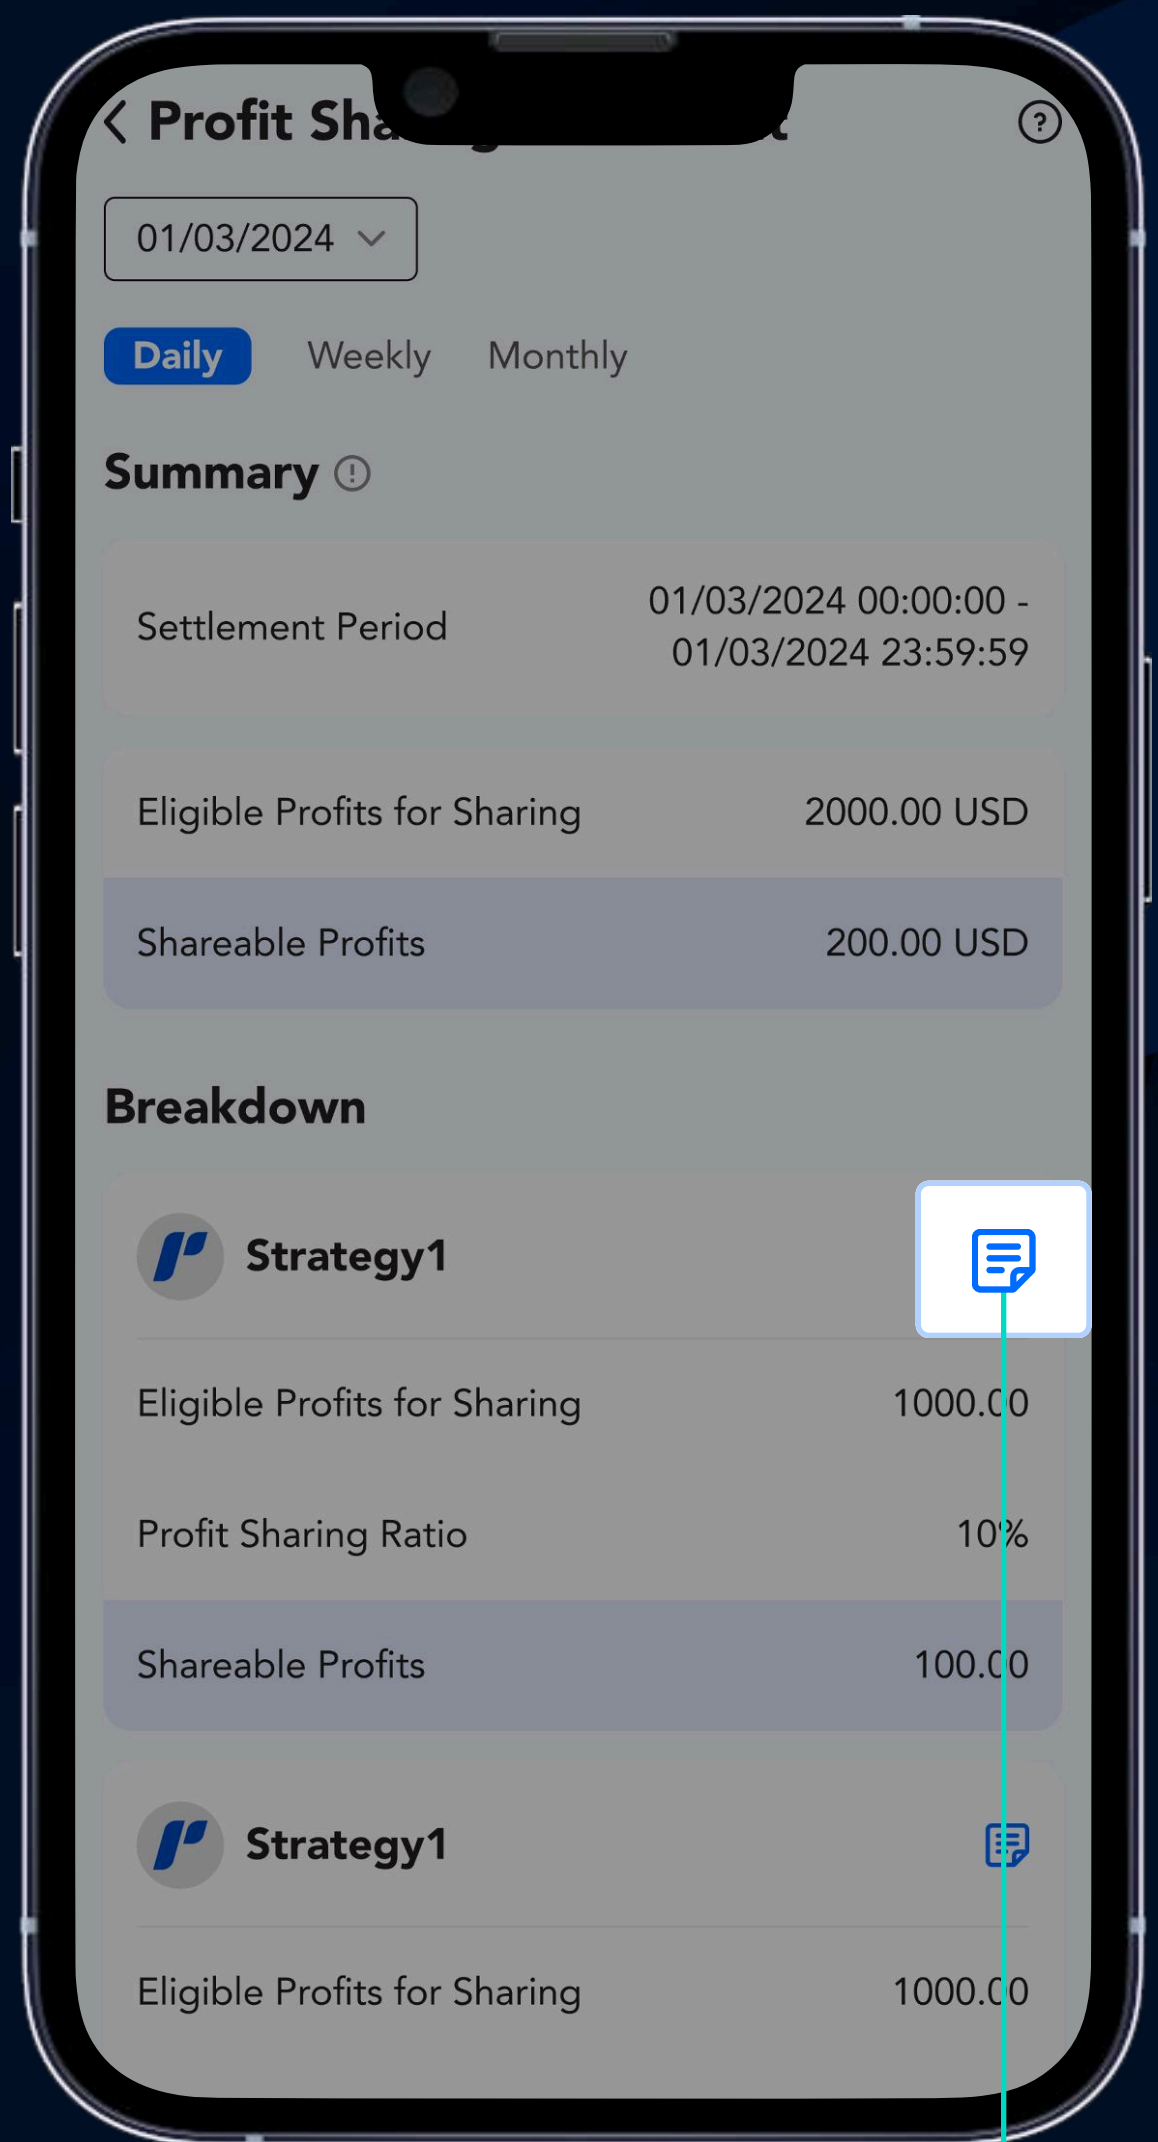 Profit
?
01/03/2024
Daily Weekly Monthly
Summary
Settlement Period 01/03/2024 00:00:00 -
01/03/2024 23:59:59
Eligible Profits for Sharing 2000.00 USD
Shareable Profits 200.00 USD
Breakdown
Strategy1
Eligible Profits for Sharing 1000.00
Profit Sharing Ratio 10%
Shareable Profits 100.00
Strategy1
Eligible Profits for Sharing 1000.00